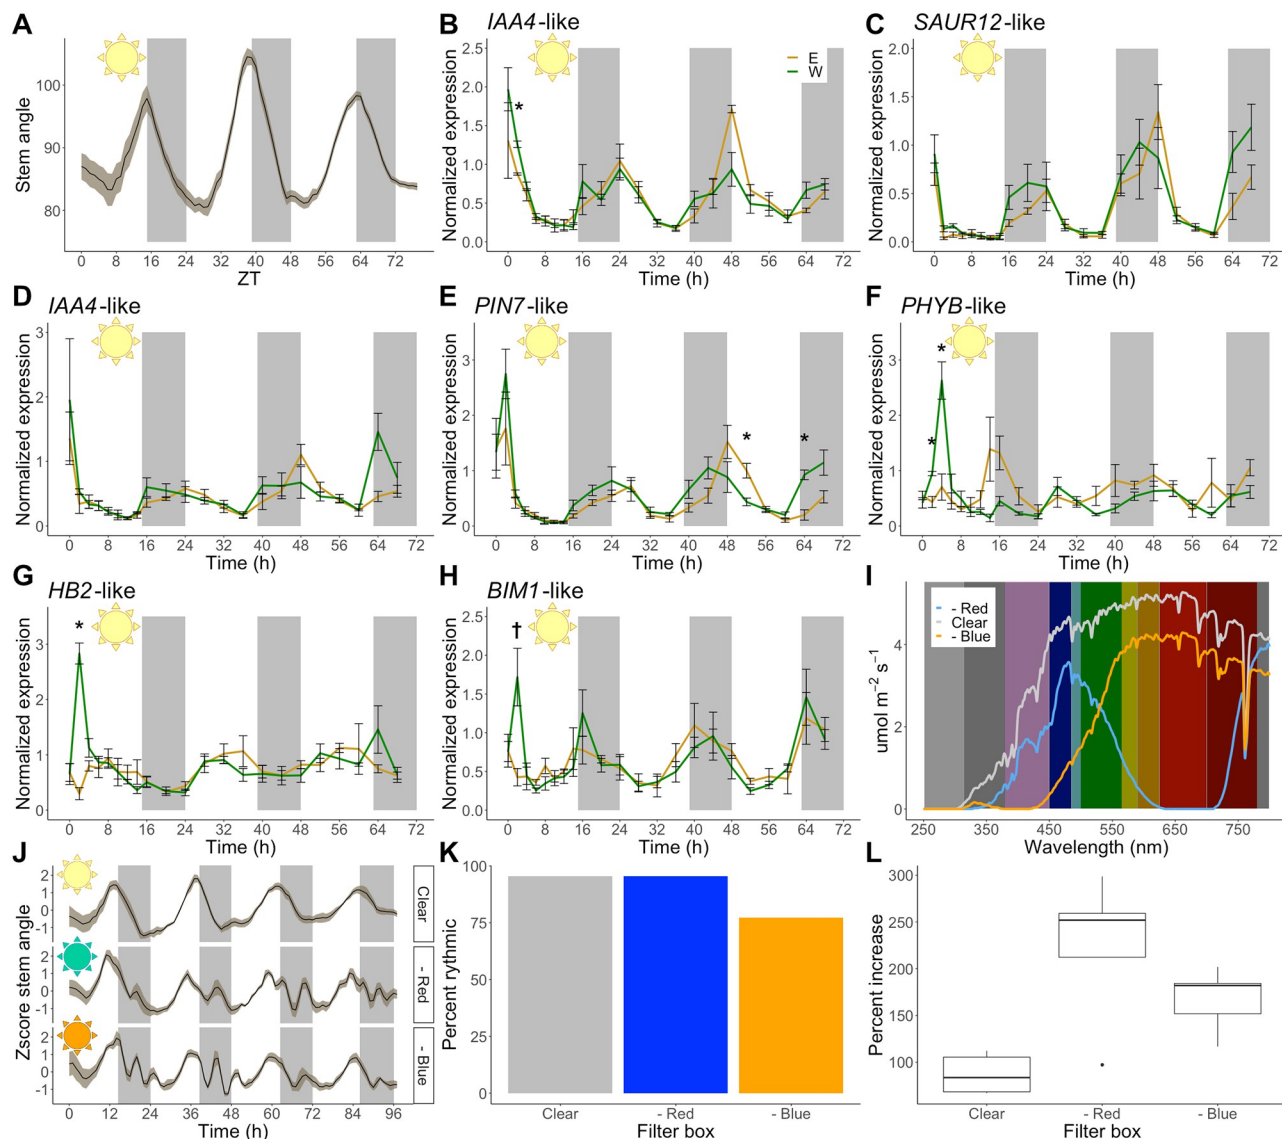 A
Stem angle
100
80
0 8 16 24 32 40 48 56 64 72
ZT
B IAA4-like
Normalized expression
2.5
2.0
1.5
1.0
0.5
0.0
*
E
W
0 8 16 24 32 40 48 56 64 72
Time (h)
C SAUR12-like
Normalized expression
2.0
1.5
1.0
0.5
0.0
0 8 16 24 32 40 48 56 64 72
Time (h)
D IAA4-like
Normalized expression
3
2
1
0
0 8 16 24 32 40 48 56 64 72
Time (h)
E PIN7-like
Normalized expression
3
2
1
0
* *
0 8 16 24 32 40 48 56 64 72
Time (h)
F PHYB-like
Normalized expression
3
2
1
0
* *
0 8 16 24 32 40 48 56 64 72
Time (h)
G HB2-like
Normalized expression
3
2
1
0
*
0 8 16 24 32 40 48 56 64 72
Time (h)
H BIM1-like
Normalized expression
2.5
2.0
1.5
1.0
0.5
0.0
†
0 8 16 24 32 40 48 56 64 72
Time (h)
I
umol m⁻² s⁻¹
4
2
0
- Red
Clear
- Blue
250 350 450 550 650 750
Wavelength (nm)
J
Zscore stem angle
2
1
0
-1
Clear
2
1
0
-1
- Red
2
1
0
-1
- Blue
0 12 24 36 48 60 72 84 96
Time (h)
K
Percent rythmic
100
75
50
25
0
Clear - Red - Blue
Filter box
L
Percent increase
300
250
200
150
100
Clear - Red - Blue
Filter box